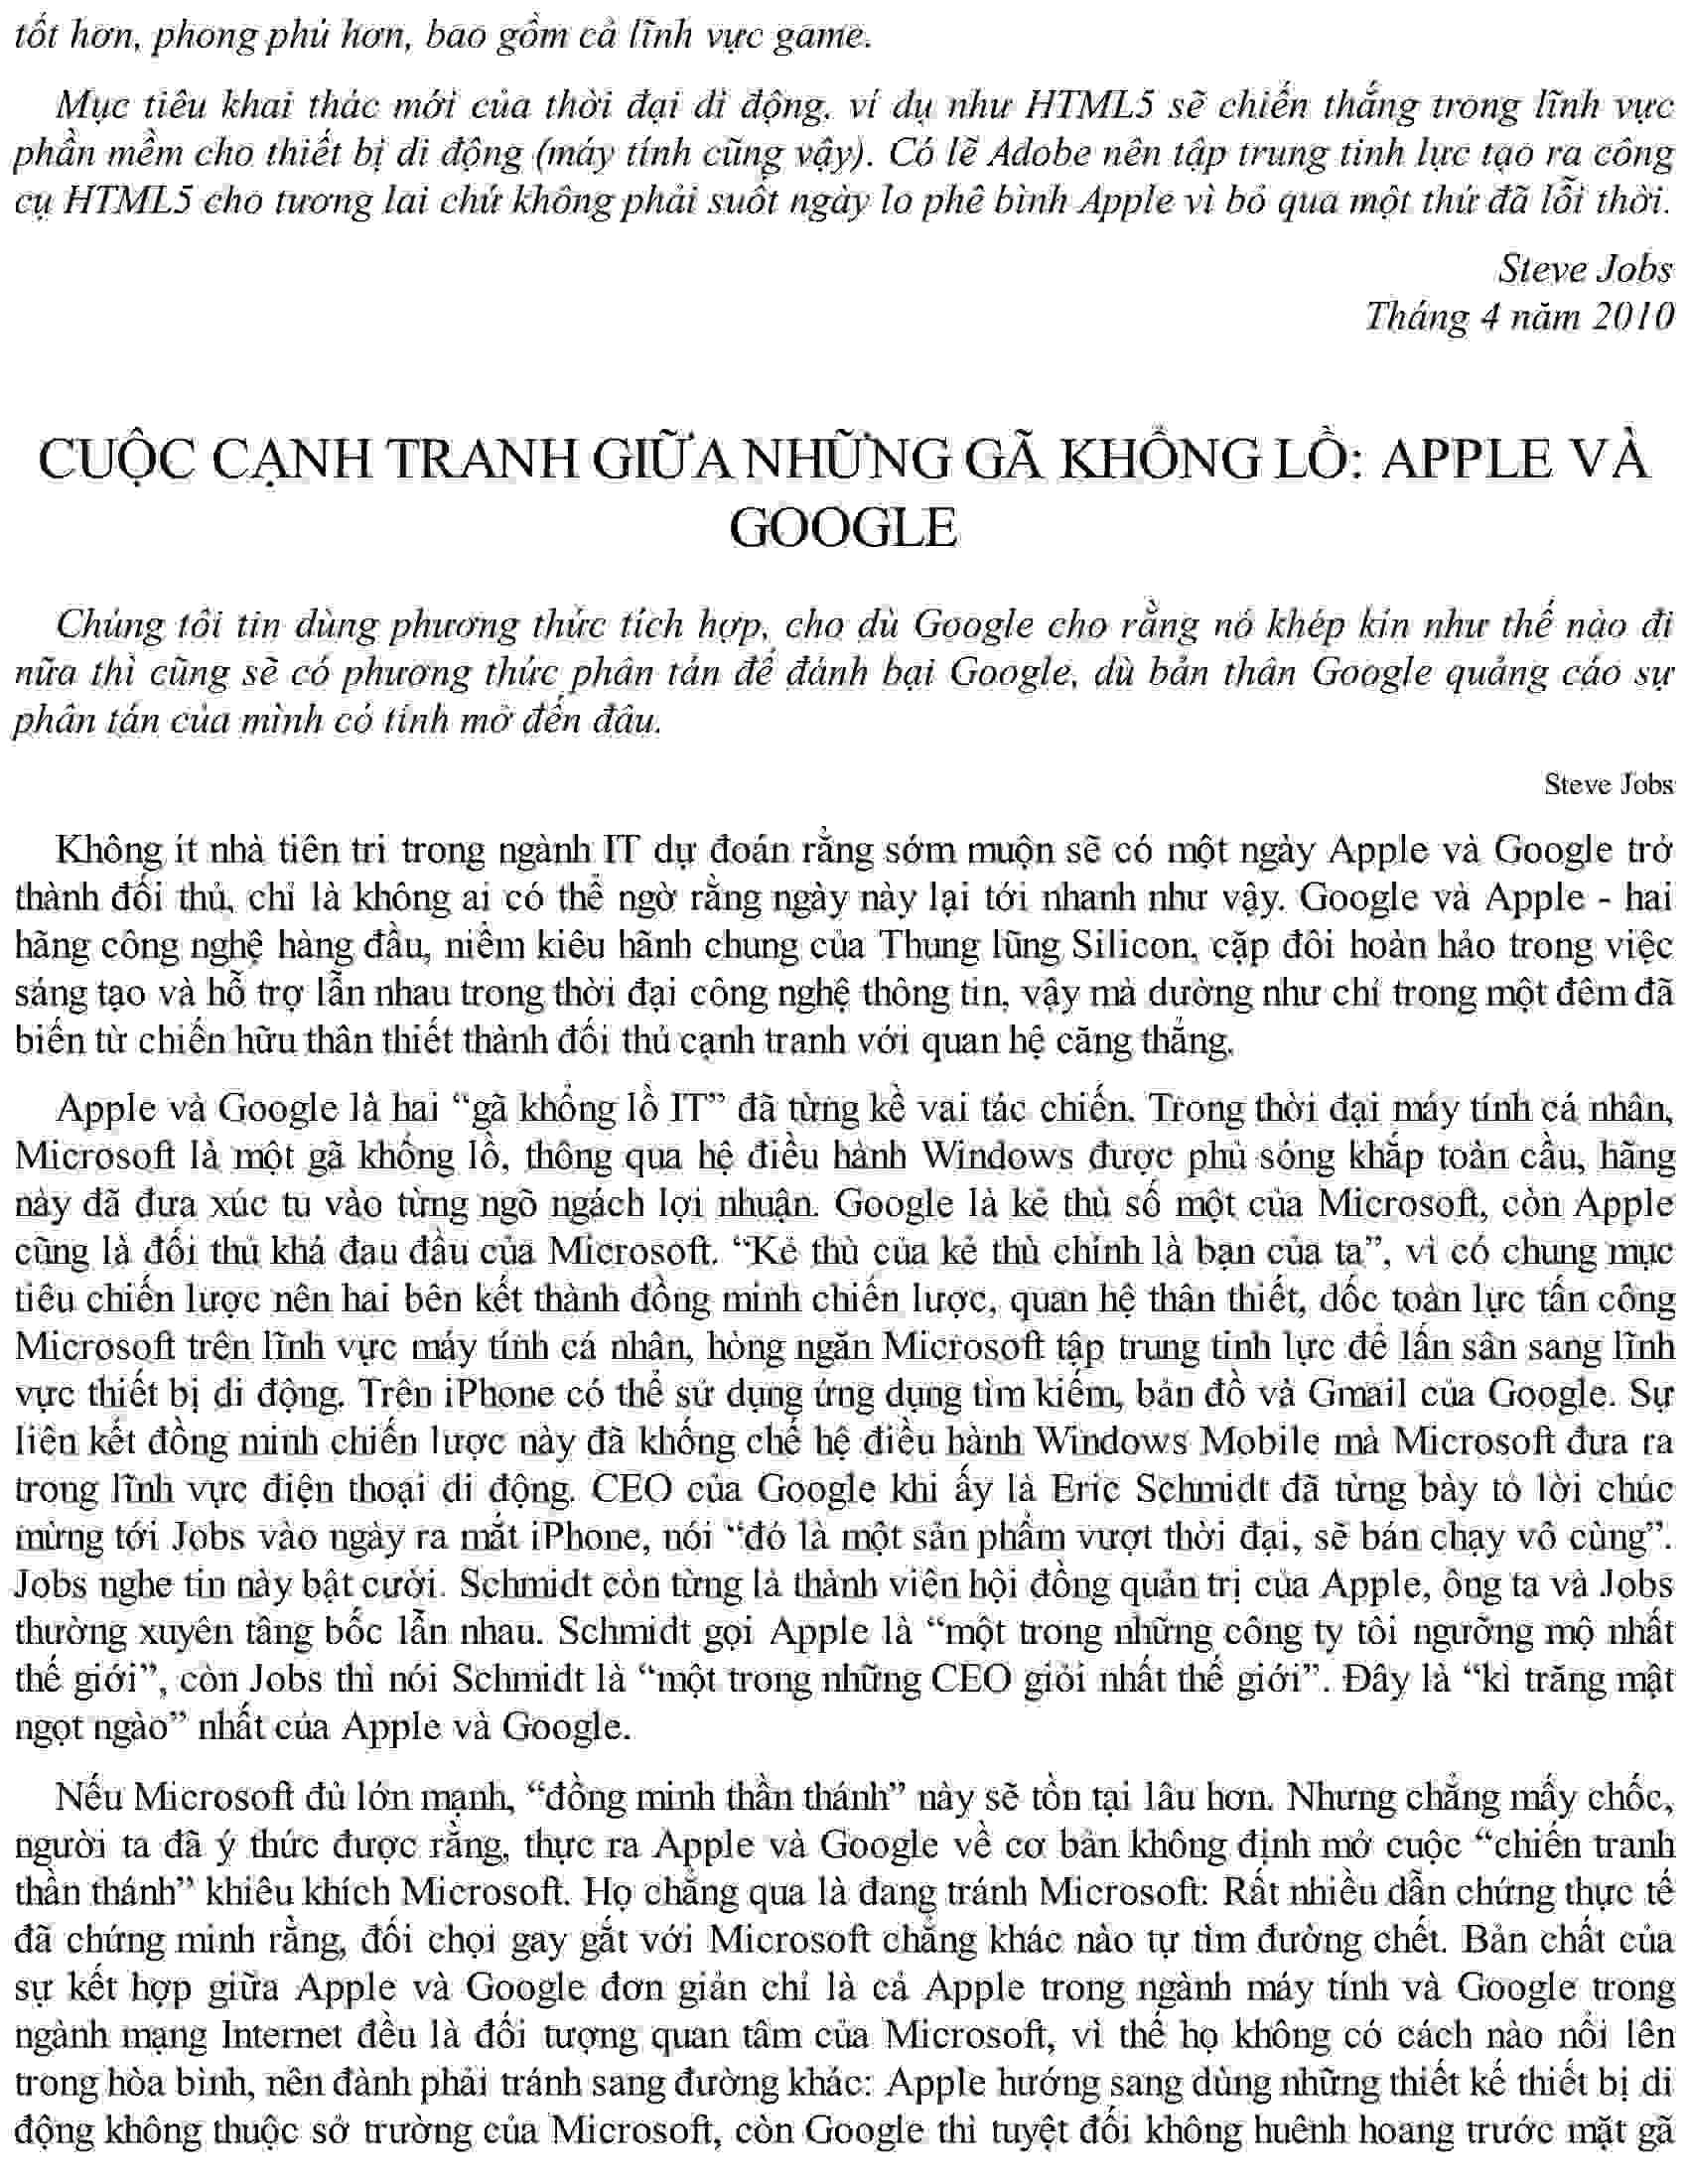 tốt hơn, phong phú hơn, bao gồm cả lĩnh vực game.
Mục tiêu khai thác mới của thời đại di động, ví dụ như HTML5 sẽ chiến thắng trong lĩnh vực
phần mềm cho thiết bị di động (máy tính cũng vậy). Có lẽ Adobe nên tập trung tinh lực tạo ra công
cụ HTML5 cho tương lai chứ không phải suốt ngày lo phê bình Apple vì bỏ qua một thứ đã lỗi thời.
Steve Jobs
Tháng 4 năm 2010
CUỘC CẠNH TRANH GIỮA NHỮNG GÃ KHỔNG LỒ: APPLE VÀ
GOOGLE
Chúng tôi tin dùng phương thức tích hợp, cho dù Google cho rằng nó khép kín như thế nào đi
nữa thì cũng sẽ có phương thức phân tán để đánh bại Google, dù bản thân Google quảng cáo sự
phân tán của mình có tính mở đến đâu.
Steve Jobs
Không ít nhà tiên tri trong ngành IT dự đoán rằng sớm muộn sẽ có một ngày Apple và Google trở
thành đối thủ, chỉ là không ai có thể ngờ rằng ngày này lại tới nhanh như vậy. Google và Apple - hai
hãng công nghệ hàng đầu, niềm kiêu hãnh chung của Thung lũng Silicon, cặp đôi hoàn hảo trong việc
sáng tạo và hỗ trợ lẫn nhau trong thời đại công nghệ thông tin, vậy mà dường như chỉ trong một đêm đã
biến từ chiến hữu thân thiết thành đối thủ cạnh tranh với quan hệ căng thẳng.
Apple và Google là hai “gã khổng lồ IT” đã từng kề vai tác chiến. Trong thời đại máy tính cá nhân,
Microsoft là một gã khổng lồ, thông qua hệ điều hành Windows được phủ sóng khắp toàn cầu, hãng
này đã đưa xúc tu vào từng ngõ ngách lợi nhuận. Google là kẻ thù số một của Microsoft, còn Apple
cũng là đối thủ khá đau đầu của Microsoft. “Kẻ thù của kẻ thù chính là bạn của ta”, vì có chung mục
tiêu chiến lược nên hai bên kết thành đồng minh chiến lược, quan hệ thân thiết, dốc toàn lực tấn công
Microsoft trên lĩnh vực máy tính cá nhân, hòng ngăn Microsoft tập trung tinh lực để lấn sân sang lĩnh
vực thiết bị di động. Trên iPhone có thể sử dụng ứng dụng tìm kiếm, bản đồ và Gmail của Google. Sự
liên kết đồng minh chiến lược này đã khống chế hệ điều hành Windows Mobile mà Microsoft đưa ra
trong lĩnh vực điện thoại di động. CEO của Google khi ấy là Eric Schmidt đã từng bày tỏ lời chúc
mừng tới Jobs vào ngày ra mắt iPhone, nói “đó là một sản phẩm vượt thời đại, sẽ bán chạy vô cùng”.
Jobs nghe tin này bật cười. Schmidt còn từng là thành viên hội đồng quản trị của Apple, ông ta và Jobs
thường xuyên tâng bốc lẫn nhau. Schmidt gọi Apple là “một trong những công ty tôi ngưỡng mộ nhất
thế giới”, còn Jobs thì nói Schmidt là “một trong những CEO giỏi nhất thế giới”. Đây là “kì trăng mật
ngọt ngào” nhất của Apple và Google.
Nếu Microsoft đủ lớn mạnh, “đồng minh thần thánh” này sẽ tồn tại lâu hơn. Nhưng chẳng mấy chốc,
người ta đã ý thức được rằng, thực ra Apple và Google về cơ bản không định mở cuộc “chiến tranh
thần thánh” khiêu khích Microsoft. Họ chẳng qua là đang tránh Microsoft: Rất nhiều dẫn chứng thực tế
đã chứng minh rằng, đối chọi gay gắt với Microsoft chẳng khác nào tự tìm đường chết. Bản chất của
sự kết hợp giữa Apple và Google đơn giản chỉ là cả Apple trong ngành máy tính và Google trong
ngành mạng Internet đều là đối tượng quan tâm của Microsoft, vì thế họ không có cách nào nổi lên
trong hòa bình, nên đành phải tránh sang đường khác: Apple hướng sang dùng những thiết kế thiết bị di
động không thuộc sở trường của Microsoft, còn Google thì tuyệt đối không huênh hoang trước mặt gã